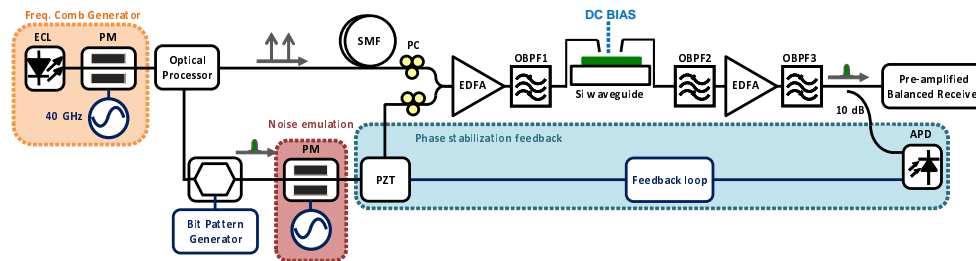 Freq. Comb Generator
ECL
PM
40 GHz
Optical
Processor
SMF
PC
EDFA
OBPF1
DC BIAS
Si waveguide
OBPF2
EDFA
OBPF3
Pre-amplified
Balanced Receive
10 dB
APD
Noise emulation
PM
Bit Pattern
Generator
Phase stabilization feedback
PZT
Feedback loop